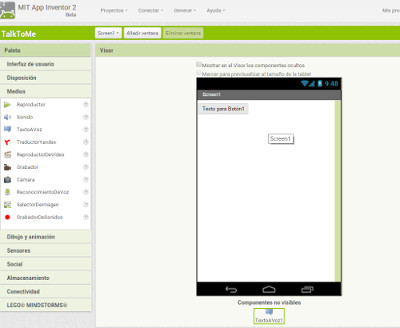 MIT App Inventor 2
Beta
Proyectos Conectar Generar Ayuda Mis pro
TalkToMe
Screen1 Añadir ventana Eliminar ventana
Paleta
Visor
Interfaz de usuario
Disposición
Medios
Reproductor
Sonido
TextoAVoz
TraductorYandex
ReproductorDeVídeo
Grabador
Cámara
ReconocimientoDeVoz
SelectorDeImagen
GrabadorDeSonidos
Dibujo y animación
Sensores
Social
Almacenamiento
Conectividad
LEGO® MINDSTORMS®
Mostrar en el Visor los componentes ocultos
Marcar para previsualizar al tamaño de la tablet
9:48
Screen1
Texto para Botón1
Screen1
Componentes no visibles
TextoAVoz1